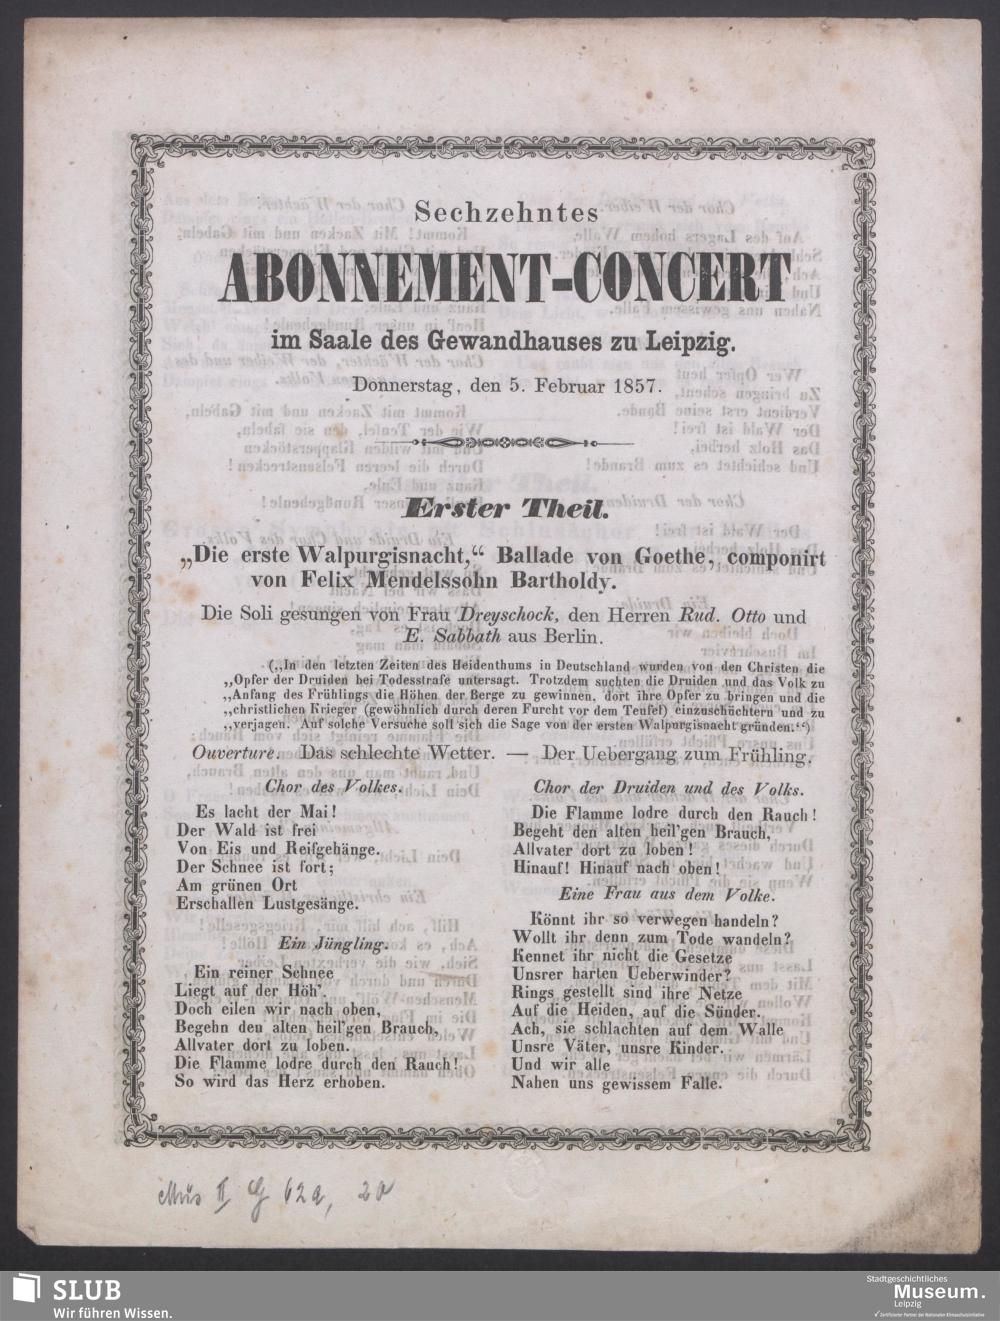 Sechzehntes
ABONNEMENT-CONCERT
im Saale des Gewandhauses zu Leipzig.
Donnerstag, den 5. Februar 1857.
Erster Theil.
„Die erste Walpurgisnacht,“ Ballade von Goethe, componirt
von Felix Mendelssohn Bartholdy.
Die Soli gesungen von Frau Dreyschock, den Herren Rud. Otto und
E. Sabbath aus Berlin.
(„In den letzten Zeiten des Heidenthums in Deutschland wurden von den Christen die
„Opfer der Druiden bei Todesstrafe untersagt. Trotzdem suchten die Druiden und das Volk zu
„Anfang des Frühlings die Höhen der Berge zu gewinnen, dort ihre Opfer zu bringen und die
„christlichen Krieger (gewöhnlich durch deren Furcht vor dem Teufel) einzuschüchtern und zu
„verjagen. Auf solche Versuche soll sich die Sage von der ersten Walpurgisnacht gründen.“)
Ouverture. Das schlechte Wetter. — Der Uebergang zum Frühling.
Chor des Volkes.
Es lacht der Mai!
Der Wald ist frei
Von Eis und Reifgehänge.
Der Schnee ist fort;
Am grünen Ort
Erschallen Lustgesänge.
Ein Jüngling.
Ein reiner Schnee
Liegt auf der Höh’.
Doch eilen wir nach oben,
Begehn den alten heil’gen Brauch,
Allvater dort zu loben.
Die Flamme lodre durch den Rauch!
So wird das Herz erhoben.
Chor der Druiden und des Volks.
Die Flamme lodre durch den Rauch!
Begeht den alten heil’gen Brauch,
Allvater dort zu loben!
Hinauf! Hinauf nach oben!
Eine Frau aus dem Volke.
Könnt ihr so verwegen handeln?
Wollt ihr denn zum Tode wandeln?
Kennet ihr nicht die Gesetze
Unsrer harten Ueberwinder?
Rings gestellt sind ihre Netze
Auf die Heiden, auf die Sünder.
Ach, sie schlachten auf dem Walle
Unsre Väter, unsre Kinder.
Und wir alle
Nahen uns gewissem Falle.
Mus II G 62a, 20
SLUB
Wir führen Wissen.
Stadtgeschichtliches
Museum.
Leipzig